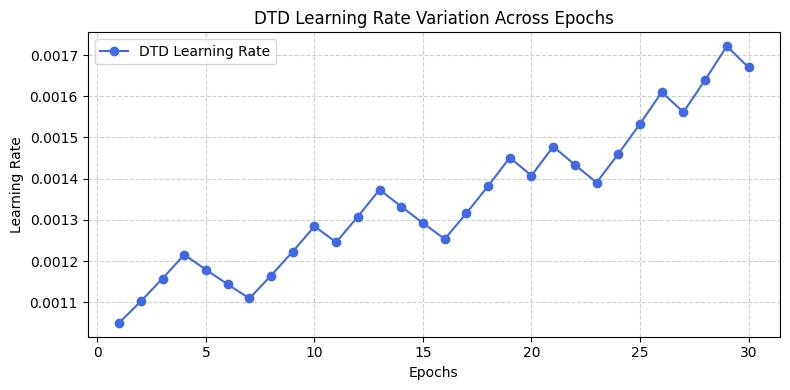 DTD Learning Rate Variation Across Epochs
DTD Learning Rate
Learning Rate
0.0017
0.0016
0.0015
0.0014
0.0013
0.0012
0.0011
0 5 10 15 20 25 30
Epochs